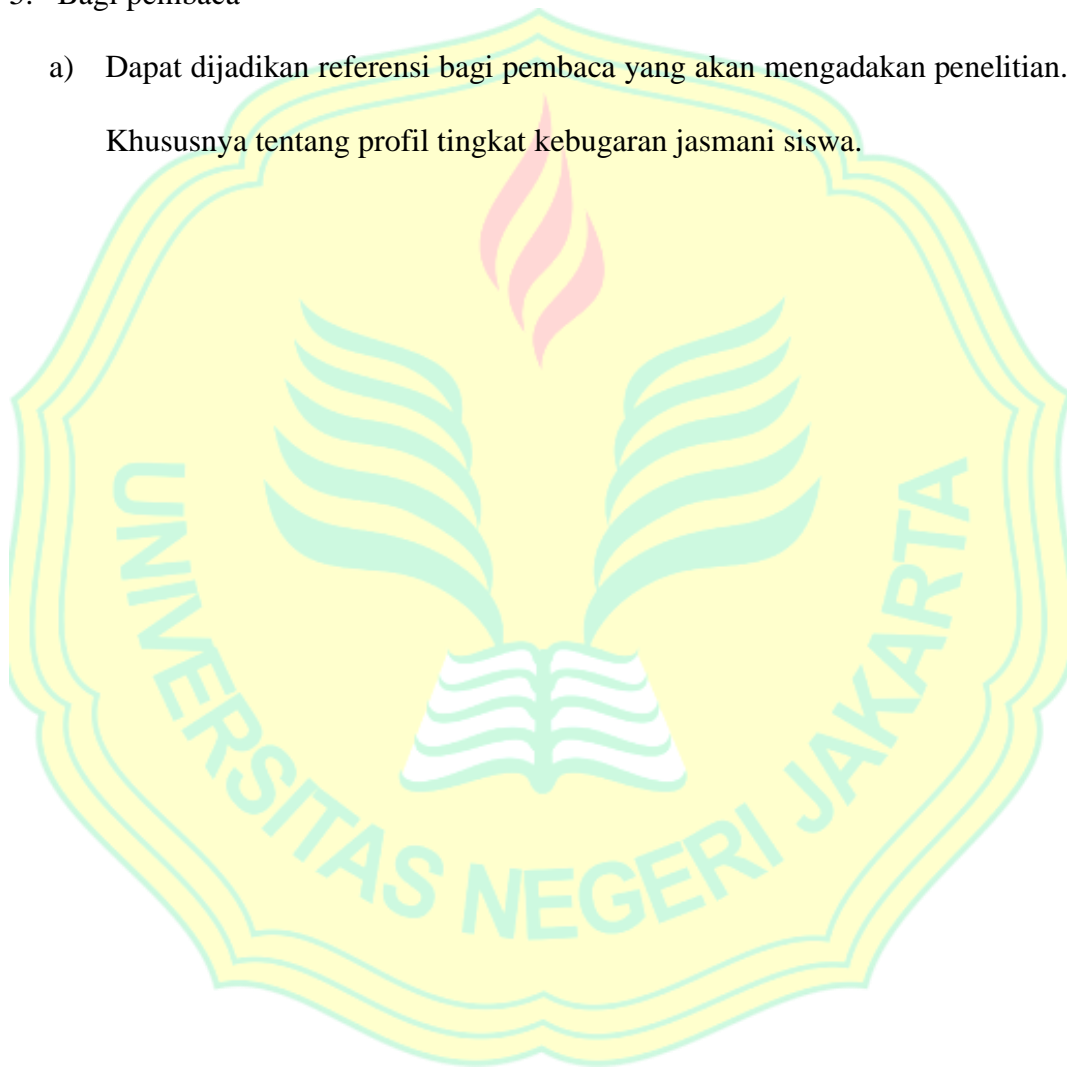 Bagi pembaca
a) Dapat dijadikan referensi bagi pembaca yang akan mengadakan penelitian.
Khususnya tentang profil tingkat kebugaran jasmani siswa.
UNIVERSITAS NEGERI JAKARTA